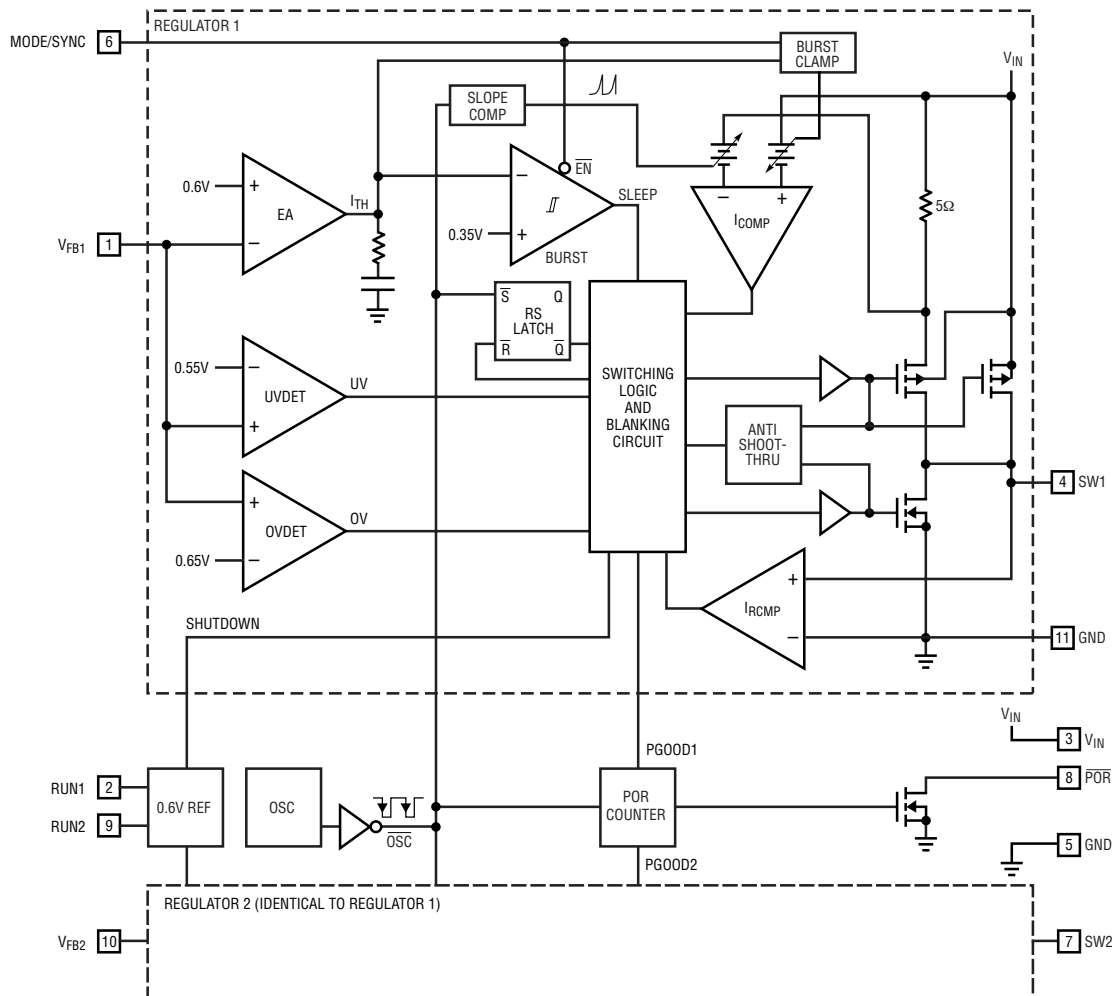 REGULATOR 1
MODE/SYNC 6
BURST
CLAMP
V_IN
SLOPE
COMP
0.6V
+
EA
−
I_TH
V_FB1 1
−
E̅N̅
SLEEP
0.35V
+
BURST
−
+
I_COMP
5Ω
S̅
Q
RS
LATCH
R̅
Q̅
0.55V
−
UVDET
+
UV
SWITCHING
LOGIC
AND
BLANKING
CIRCUIT
ANTI
SHOOT-
THRU
4 SW1
+
OVDET
−
0.65V
OV
+
I_RCMP
−
SHUTDOWN
11 GND
V_IN
3 V_IN
PGOOD1
RUN1 2
RUN2 9
0.6V REF
OSC
O̅S̅C̅
POR
COUNTER
8 P̅O̅R̅
5 GND
PGOOD2
REGULATOR 2 (IDENTICAL TO REGULATOR 1)
V_FB2 10
7 SW2